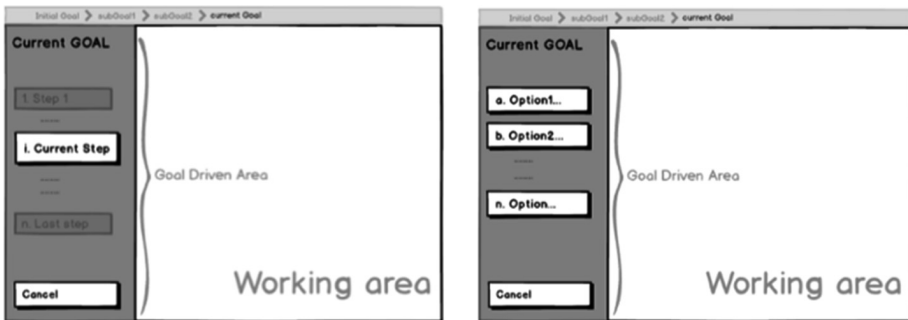 Initial Goal ❯ subGoal1 ❯ subGoal2 ❯ current Goal
Current GOAL
1. Step 1
.....
i. Current Step
.....
.....
n. Last step
Cancel
Goal Driven Area
Working area
Initial Goal ❯ subGoal1 ❯ subGoal2 ❯ current Goal
Current GOAL
a. Option1...
b. Option2...
.....
.....
n. Option...
Cancel
Goal Driven Area
Working area